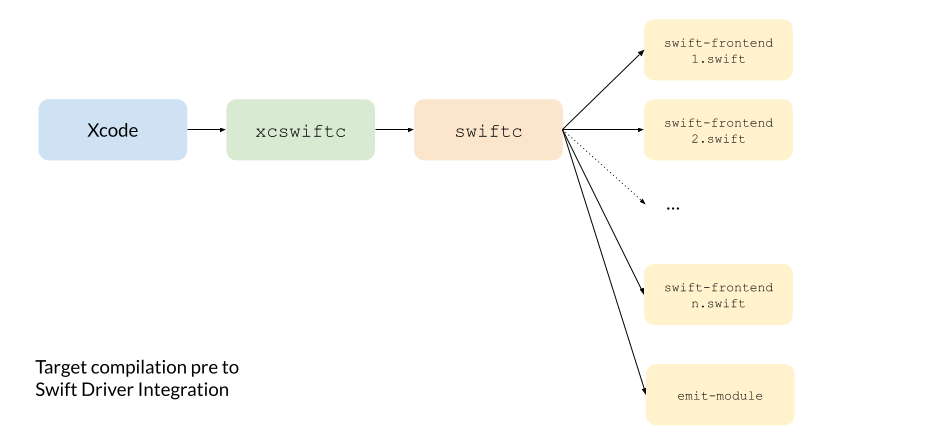 Xcode
xcswiftc
swiftc
swift-frontend
1.swift
swift-frontend
2.swift
...
swift-frontend
n.swift
emit-module
Target compilation pre to
Swift Driver Integration